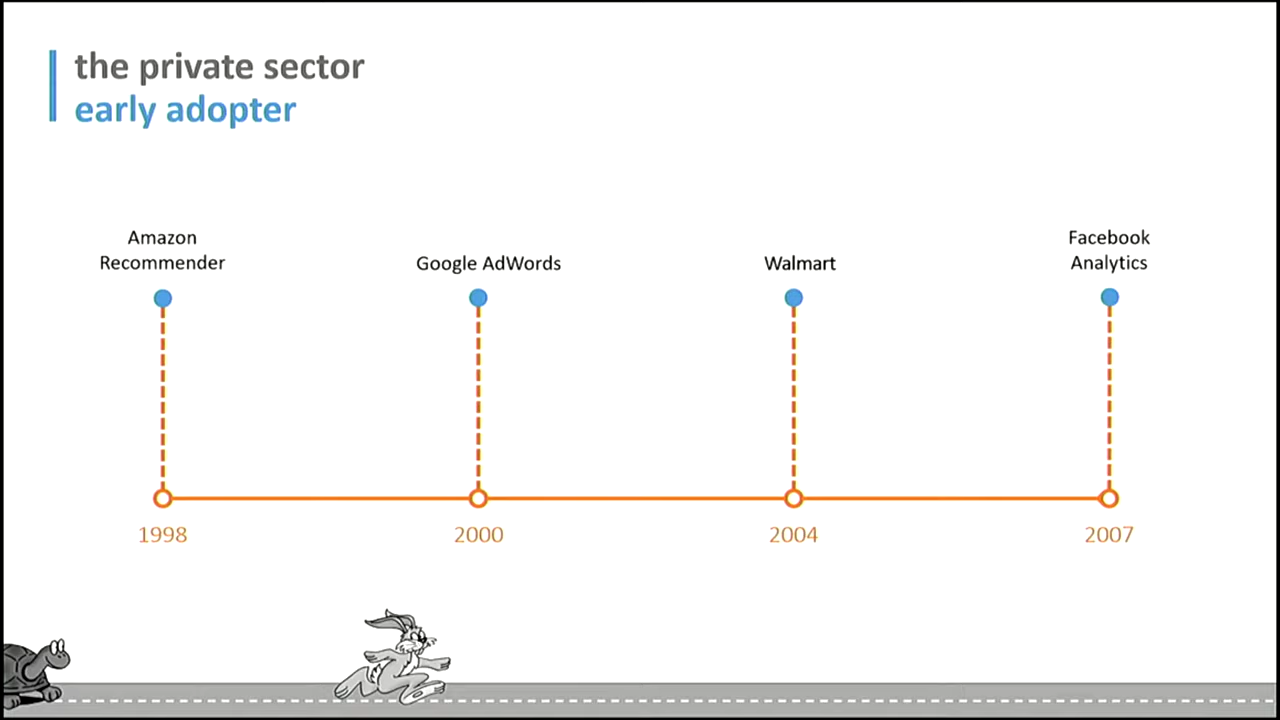 the private sector
early adopter
Amazon
Recommender
Google AdWords
Walmart
Facebook
Analytics
1998
2000
2004
2007